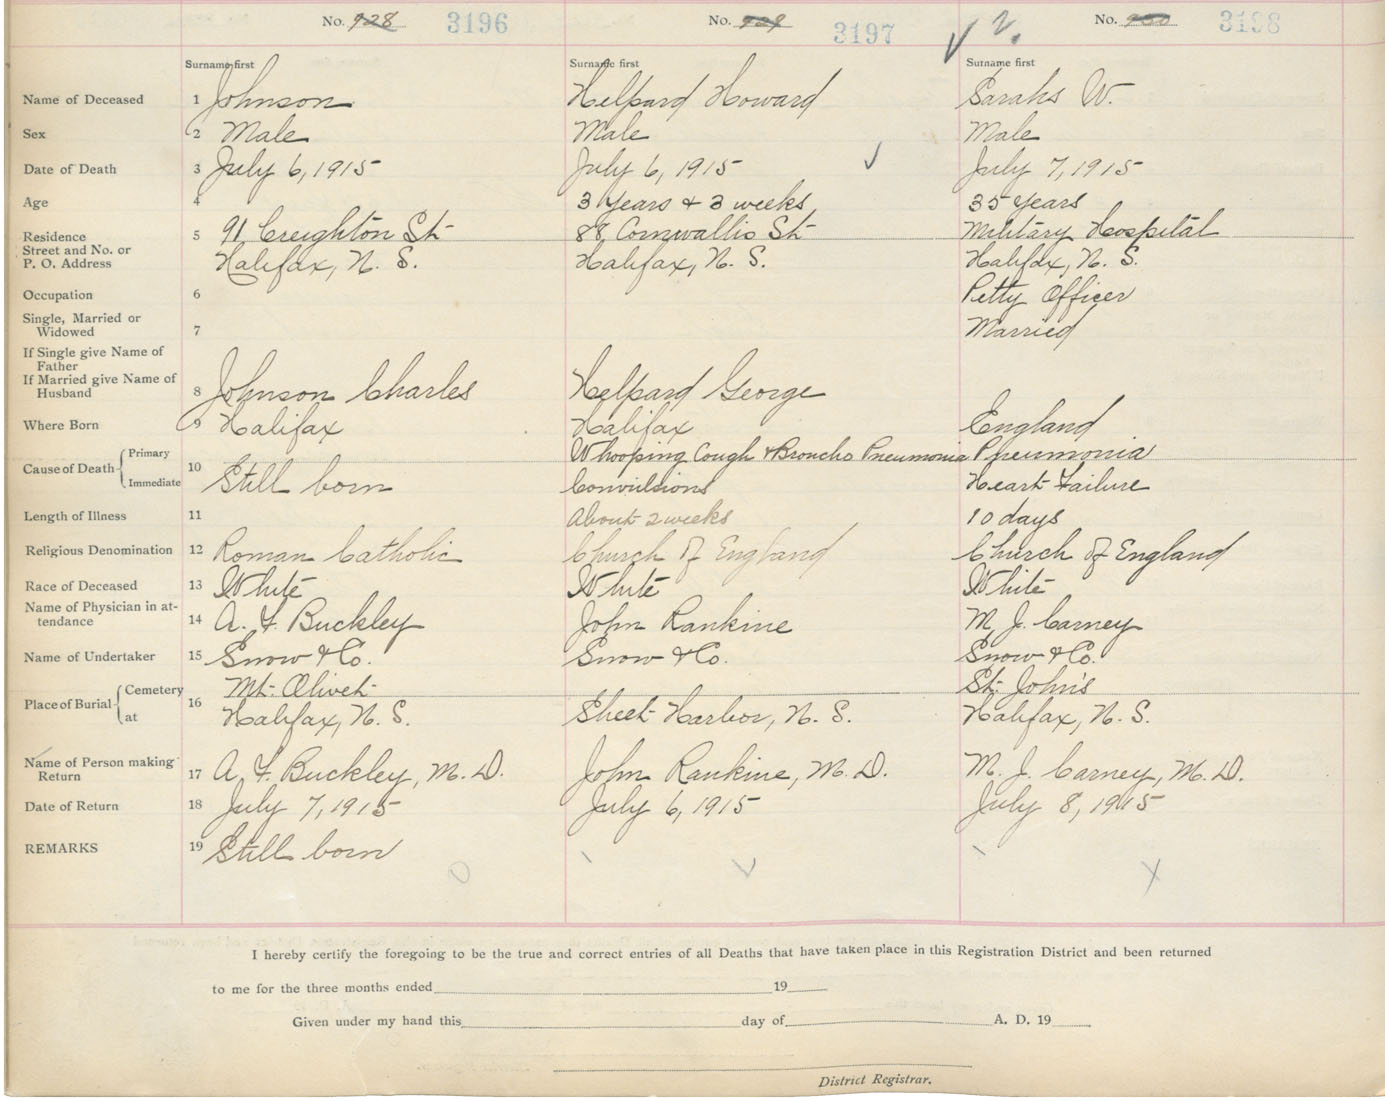 No. 928 3196 No. 929 3197 No. 930 3198
Surname first Surname first Surname first
Name of Deceased 1 Johnson Helpard Howard Sarahs W.
Sex 2 Male Male Male
Date of Death 3 July 6, 1915 July 6, 1915 July 7, 1915
Age 4 3 Years & 3 weeks 35 years
Residence 5 91 Creighton St 88 Cornwallis St Military Hospital
Street and No. or
P. O. Address Halifax, N. S. Halifax, N. S. Halifax, N. S.
Occupation 6 Petty Officer
Single, Married or
Widowed 7 Married
If Single give Name of
Father
If Married give Name of
Husband 8 Johnson Charles Helpard George
Where Born 9 Halifax Halifax England
Primary Whooping Cough & Broncho Pneumonia Pneumonia
Cause of Death 10
Immediate Still born Convulsions Heart Failure
Length of Illness 11 About 2 weeks 10 days
Religious Denomination 12 Roman Catholic Church of England Church of England
Race of Deceased 13 White White White
Name of Physician in at-
tendance 14 A. F. Buckley John Rankine M. J. Carney
Name of Undertaker 15 Snow & Co. Snow & Co. Snow & Co.
Cemetery Mt Olivet St. John's
Place of Burial 16
at Halifax, N. S. Sheet Harbor, N. S. Halifax, N. S.
Name of Person making
Return 17 A. F. Buckley, M. D. John Rankine, M. D. M. J. Carney, M. D.
Date of Return 18 July 7, 1915 July 6, 1915 July 8, 1915
REMARKS 19 Still born
I hereby certify the foregoing to be the true and correct entries of all Deaths that have taken place in this Registration District and been returned
to me for the three months ended 19
Given under my hand this day of A. D. 19
District Registrar.